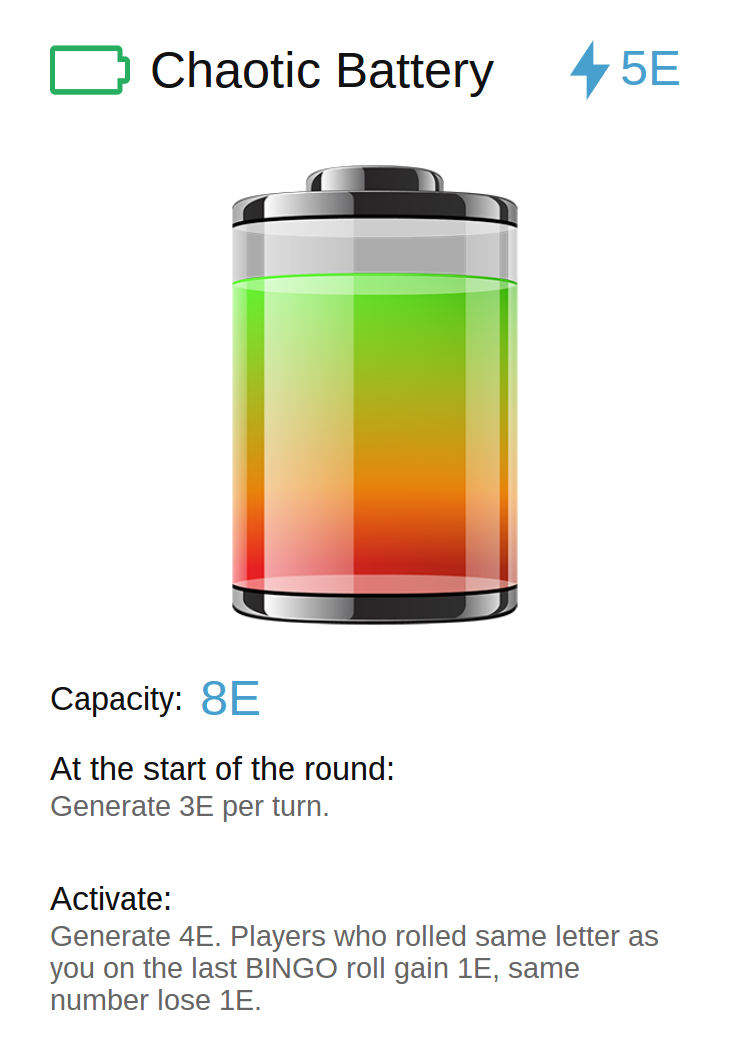 Chaotic Battery 5E
Capacity: 8E
At the start of the round:
Generate 3E per turn.
Activate:
Generate 4E. Players who rolled same letter as
you on the last BINGO roll gain 1E, same
number lose 1E.